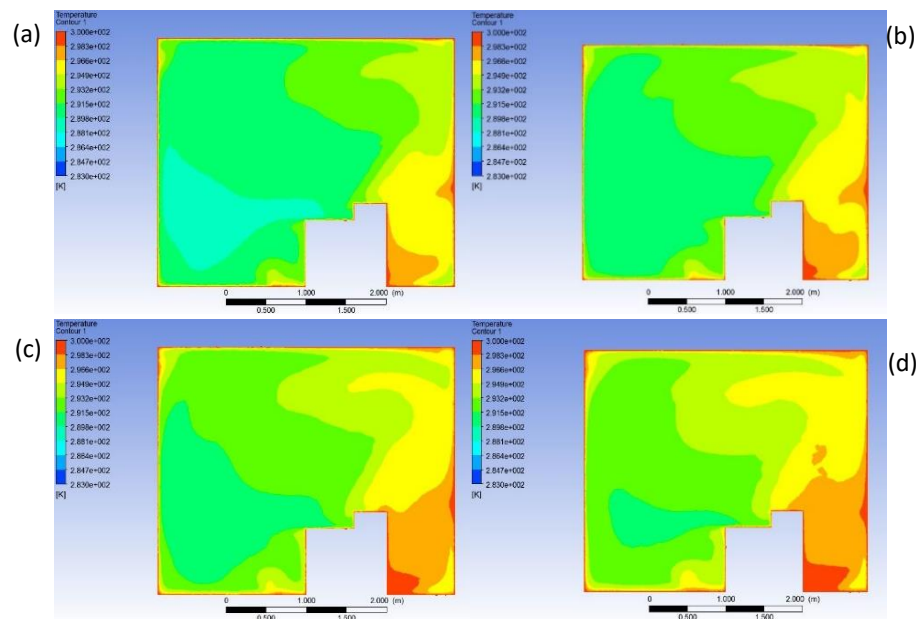 (a)
Temperature
Contour 1
3.000e+002
2.983e+002
2.966e+002
2.949e+002
2.932e+002
2.915e+002
2.898e+002
2.881e+002
2.864e+002
2.847e+002
2.830e+002
[K]
0 1.000 2.000 (m)
0.500 1.500
(b)
Temperature
Contour 1
3.000e+002
2.983e+002
2.966e+002
2.949e+002
2.932e+002
2.915e+002
2.898e+002
2.881e+002
2.864e+002
2.847e+002
2.830e+002
[K]
0 1.000 2.000 (m)
0.500 1.500
(c)
Temperature
Contour 1
3.000e+002
2.983e+002
2.966e+002
2.949e+002
2.932e+002
2.915e+002
2.898e+002
2.881e+002
2.864e+002
2.847e+002
2.830e+002
[K]
0 1.000 2.000 (m)
0.500 1.500
(d)
Temperature
Contour 1
3.000e+002
2.983e+002
2.966e+002
2.949e+002
2.932e+002
2.915e+002
2.898e+002
2.881e+002
2.864e+002
2.847e+002
2.830e+002
[K]
0 1.000 2.000 (m)
0.500 1.500